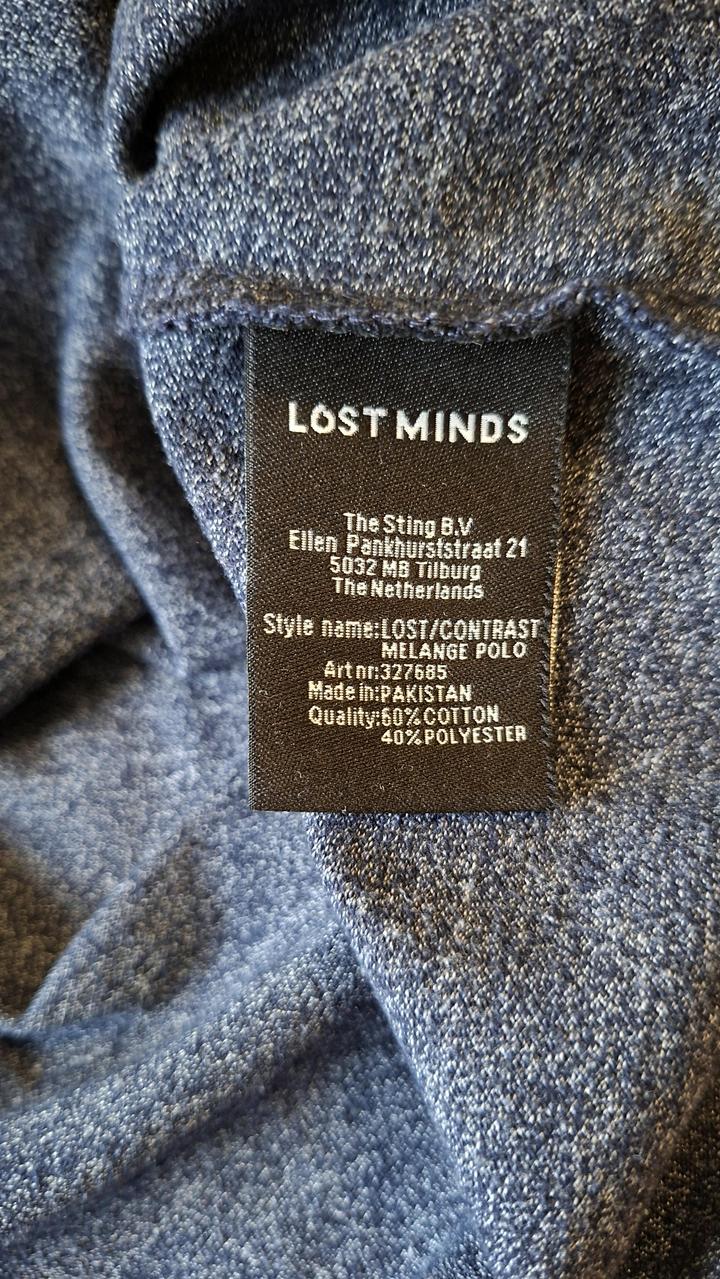 LOST MINDS
The Sting B.V
Ellen Pankhurststraat 21
5032 MB Tilburg
The Netherlands
Style name:LOST/CONTRAST
MELANGE POLO
Art nr:327685
Made in:PAKISTAN
Quality:60%COTTON
40%POLYESTER